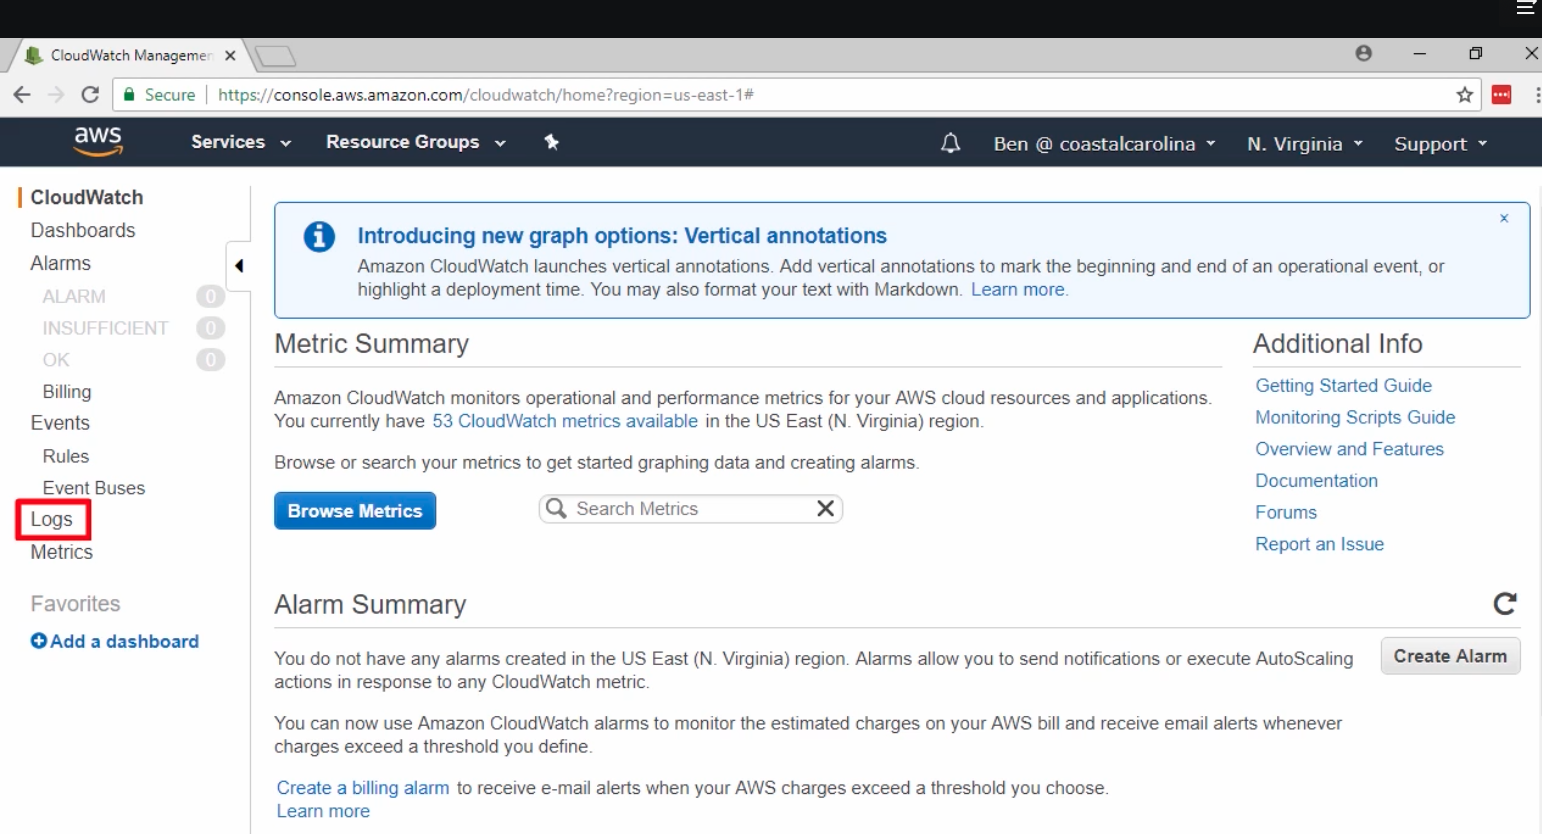 CloudWatch Managemen
Secure
https://console.aws.amazon.com/cloudwatch/home?region=us-east-1#
aws
Services
Resource Groups
Ben @ coastalcarolina
N. Virginia
Support
CloudWatch
Dashboards
Alarms
ALARM 0
INSUFFICIENT 0
OK 0
Billing
Events
Rules
Event Buses
Logs
Metrics
Favorites
Add a dashboard
Introducing new graph options: Vertical annotations
Amazon CloudWatch launches vertical annotations. Add vertical annotations to mark the beginning and end of an operational event, or
highlight a deployment time. You may also format your text with Markdown. Learn more.
Metric Summary
Amazon CloudWatch monitors operational and performance metrics for your AWS cloud resources and applications.
You currently have 53 CloudWatch metrics available in the US East (N. Virginia) region.
Browse or search your metrics to get started graphing data and creating alarms.
Browse Metrics
Search Metrics
Additional Info
Getting Started Guide
Monitoring Scripts Guide
Overview and Features
Documentation
Forums
Report an Issue
Alarm Summary
You do not have any alarms created in the US East (N. Virginia) region. Alarms allow you to send notifications or execute AutoScaling
actions in response to any CloudWatch metric.
Create Alarm
You can now use Amazon CloudWatch alarms to monitor the estimated charges on your AWS bill and receive email alerts whenever
charges exceed a threshold you define.
Create a billing alarm to receive e-mail alerts when your AWS charges exceed a threshold you choose.
Learn more